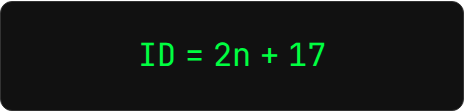 ID = 2n + 17